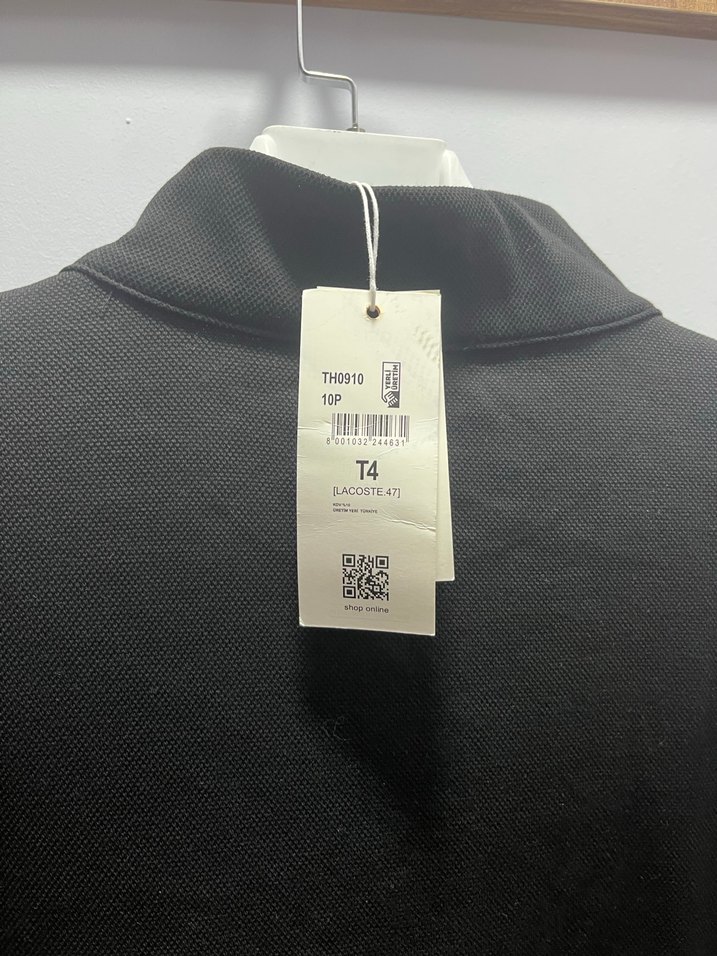 TH0910
10P
YERLİ
ÜRETİM
8 001032 244631
T4
[LACOSTE.47]
ÜRETİM YERİ TÜRKİYE
shop online